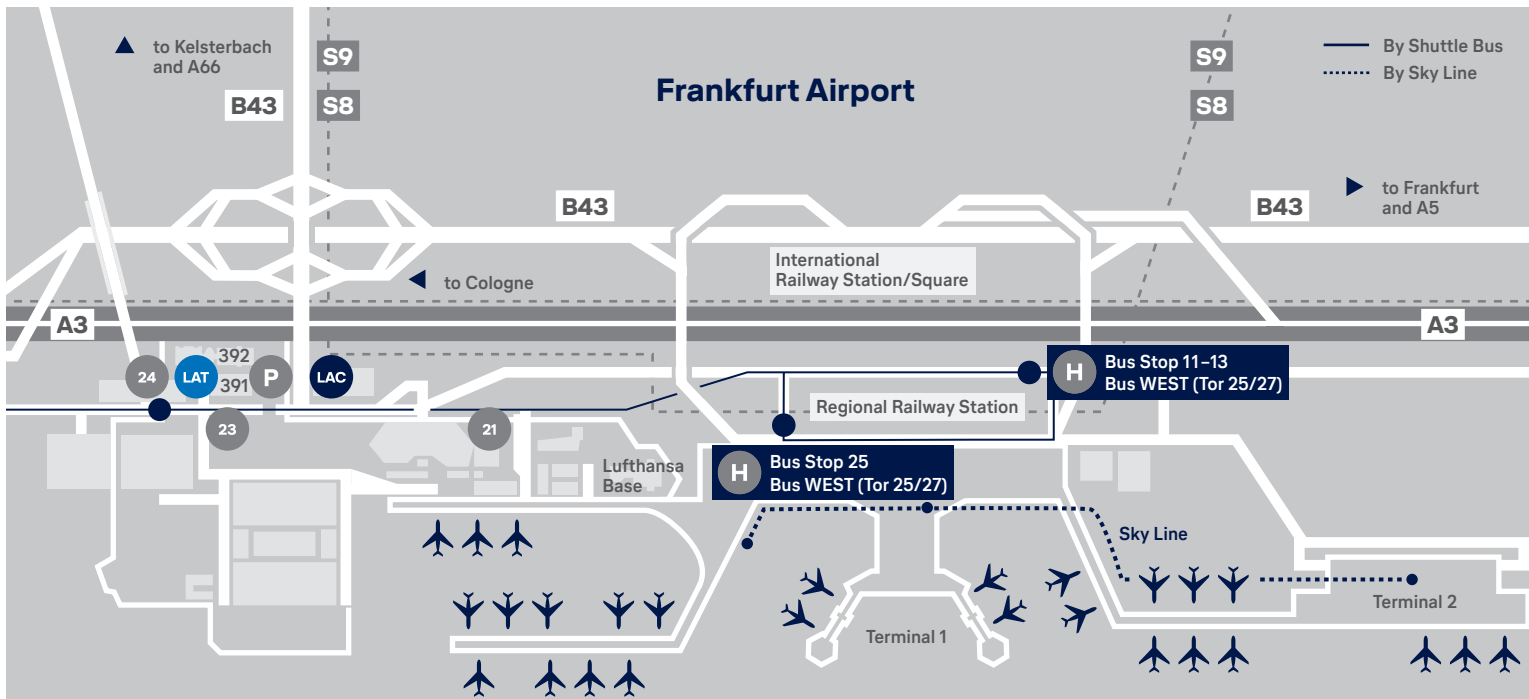 to Kelsterbach
and A66
S9
S8
B43
Frankfurt Airport
S9
S8
By Shuttle Bus
By Sky Line
to Frankfurt
and A5
B43
B43
International
Railway Station/Square
to Cologne
A3
A3
24
LAT
392
391
P
LAC
23
21
H
Bus Stop 11–13
Bus WEST (Tor 25/27)
Regional Railway Station
Lufthansa
Base
H
Bus Stop 25
Bus WEST (Tor 25/27)
Sky Line
Terminal 1
Terminal 2